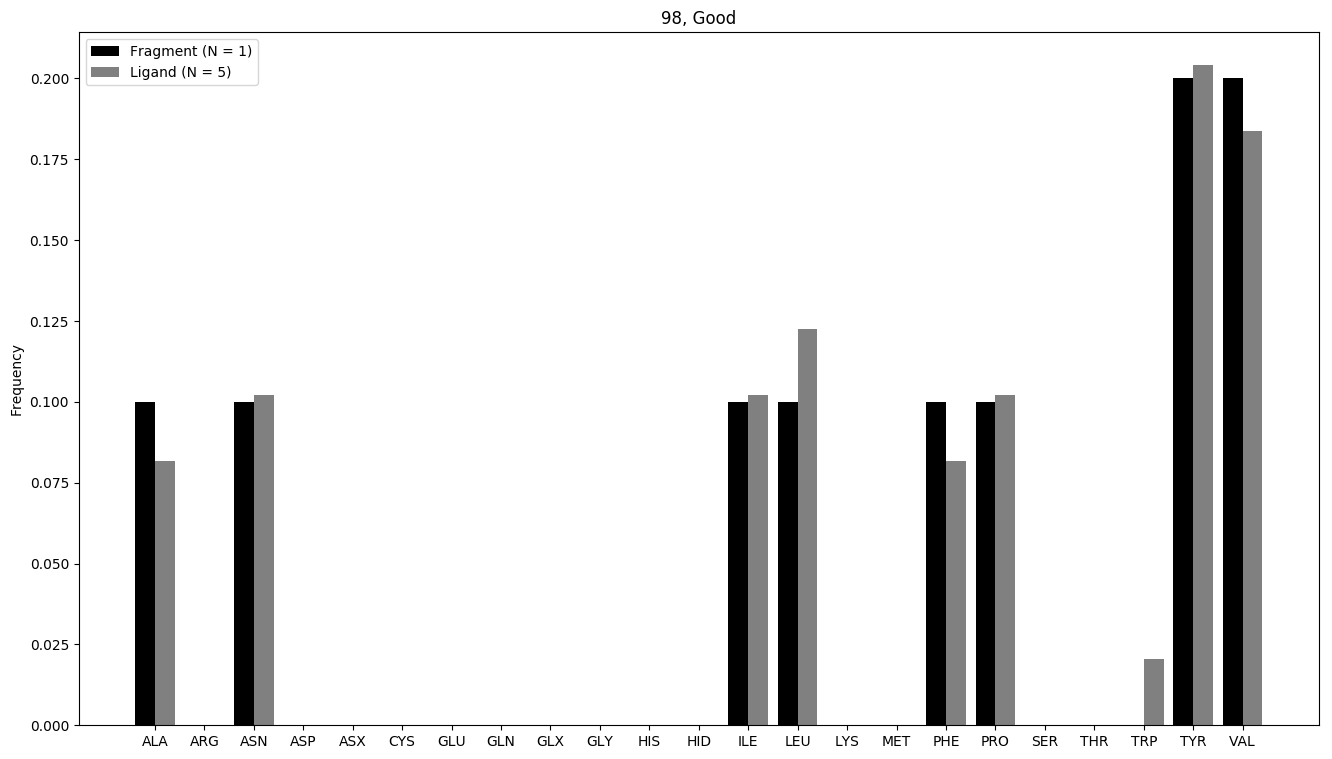 98, Good
Fragment (N = 1)
Ligand (N = 5)
Frequency
0.200
0.175
0.150
0.125
0.100
0.075
0.050
0.025
0.000
ALA ARG ASN ASP ASX CYS GLU GLN GLX GLY HIS HID ILE LEU LYS MET PHE PRO SER THR TRP TYR VAL